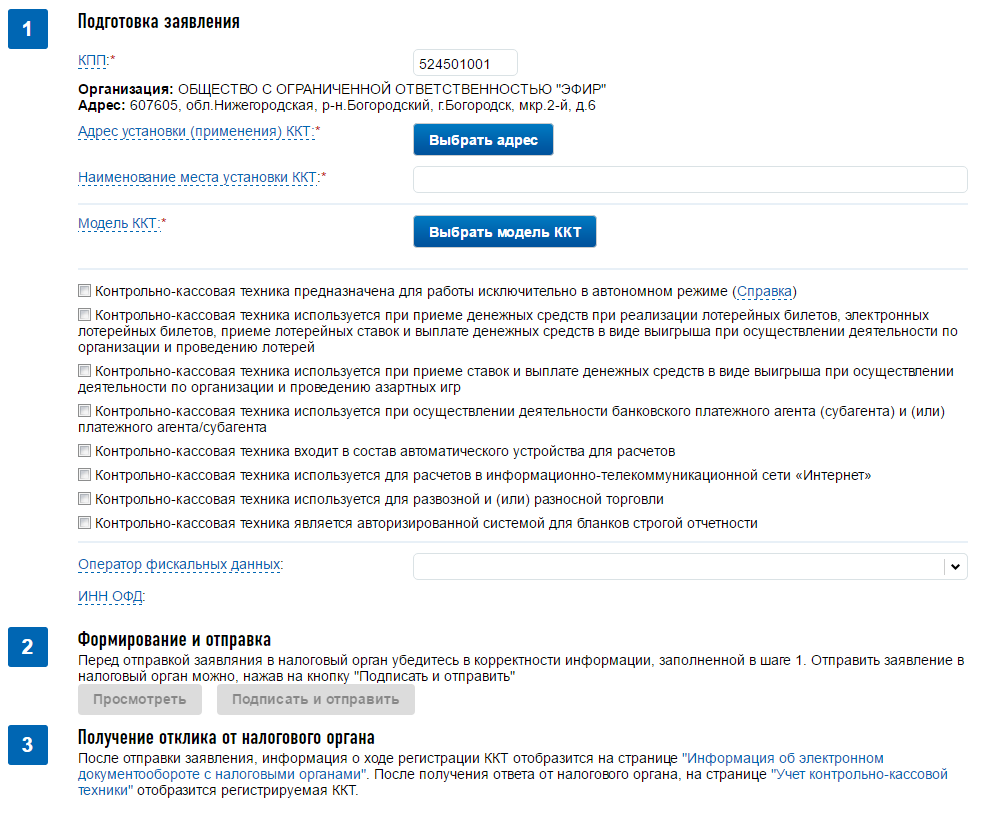 1
Подготовка заявления
КПП:*
524501001
Организация: ОБЩЕСТВО С ОГРАНИЧЕННОЙ ОТВЕТСТВЕННОСТЬЮ "ЭФИР"
Адрес: 607605, обл.Нижегородская, р-н.Богородский, г.Богородск, мкр.2-й, д.6
Адрес установки (применения) ККТ:*
Выбрать адрес
Наименование места установки ККТ:*
Модель ККТ:*
Выбрать модель ККТ
Контрольно-кассовая техника предназначена для работы исключительно в автономном режиме (Справка)
Контрольно-кассовая техника используется при приеме денежных средств при реализации лотерейных билетов, электронных
лотерейных билетов, приеме лотерейных ставок и выплате денежных средств в виде выигрыша при осуществлении деятельности по
организации и проведению лотерей
Контрольно-кассовая техника используется при приеме ставок и выплате денежных средств в виде выигрыша при осуществлении
деятельности по организации и проведению азартных игр
Контрольно-кассовая техника используется при осуществлении деятельности банковского платежного агента (субагента) и (или)
платежного агента/субагента
Контрольно-кассовая техника входит в состав автоматического устройства для расчетов
Контрольно-кассовая техника используется для расчетов в информационно-телекоммуникационной сети «Интернет»
Контрольно-кассовая техника используется для развозной и (или) разносной торговли
Контрольно-кассовая техника является авторизированной системой для бланков строгой отчетности
Оператор фискальных данных:
ИНН ОФД:
2
Формирование и отправка
Перед отправкой заявляния в налоговый орган убедитесь в корректности информации, заполненной в шаге 1. Отправить заявление в
налоговый орган можно, нажав на кнопку "Подписать и отправить"
Просмотреть
Подписать и отправить
3
Получение отклика от налогового органа
После отправки заявления, информация о ходе регистрации ККТ отобразится на странице "Информация об электронном
документообороте с налоговыми органами". После получения ответа от налогового органа, на странице "Учет контрольно-кассовой
техники" отобразится регистрируемая ККТ.